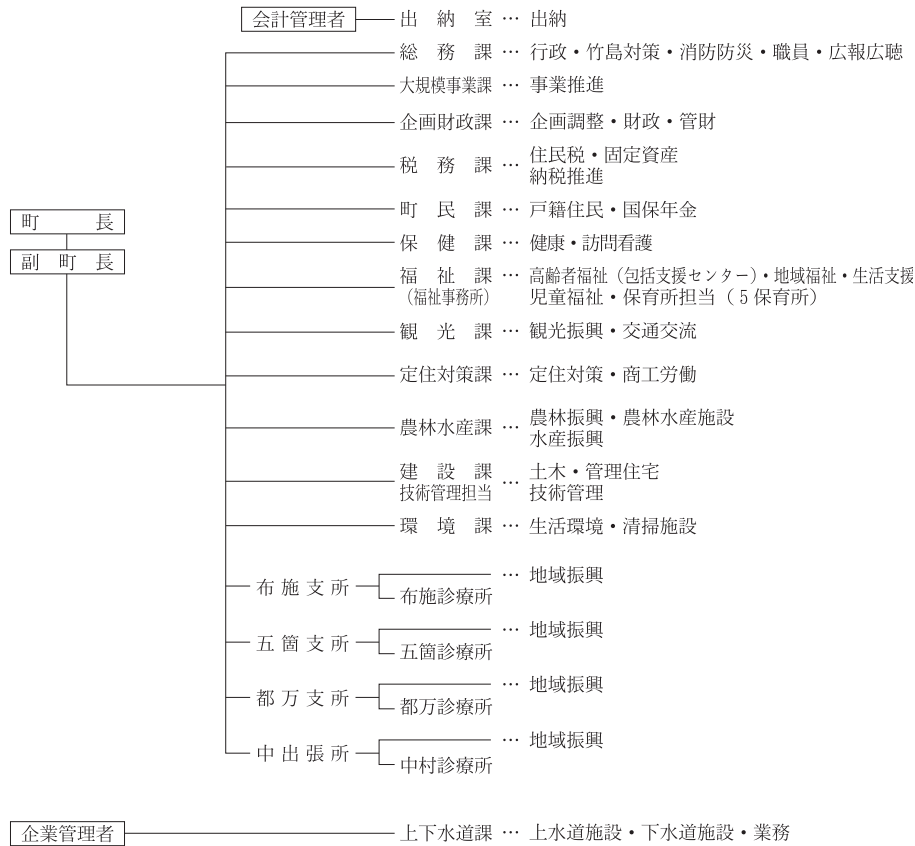 会計管理者 出納室 … 出納
総務課 … 行政・竹島対策・消防防災・職員・広報広聴
大規模事業課 … 事業推進
企画財政課 … 企画調整・財政・管財
税務課 … 住民税・固定資産
納税推進
町長
町民課 … 戸籍住民・国保年金
副町長
保健課 … 健康・訪問看護
福祉課 … 高齢者福祉（包括支援センター）・地域福祉・生活支援
（福祉事務所） 児童福祉・保育所担当（５保育所）
観光課 … 観光振興・交通交流
定住対策課 … 定住対策・商工労働
農林水産課 … 農林振興・農林水産施設
水産振興
建設課 … 土木・管理住宅
技術管理担当 技術管理
環境課 … 生活環境・清掃施設
布施支所 … 地域振興
布施診療所
五箇支所 … 地域振興
五箇診療所
都万支所 … 地域振興
都万診療所
中出張所 … 地域振興
中村診療所
企業管理者 上下水道課 … 上水道施設・下水道施設・業務